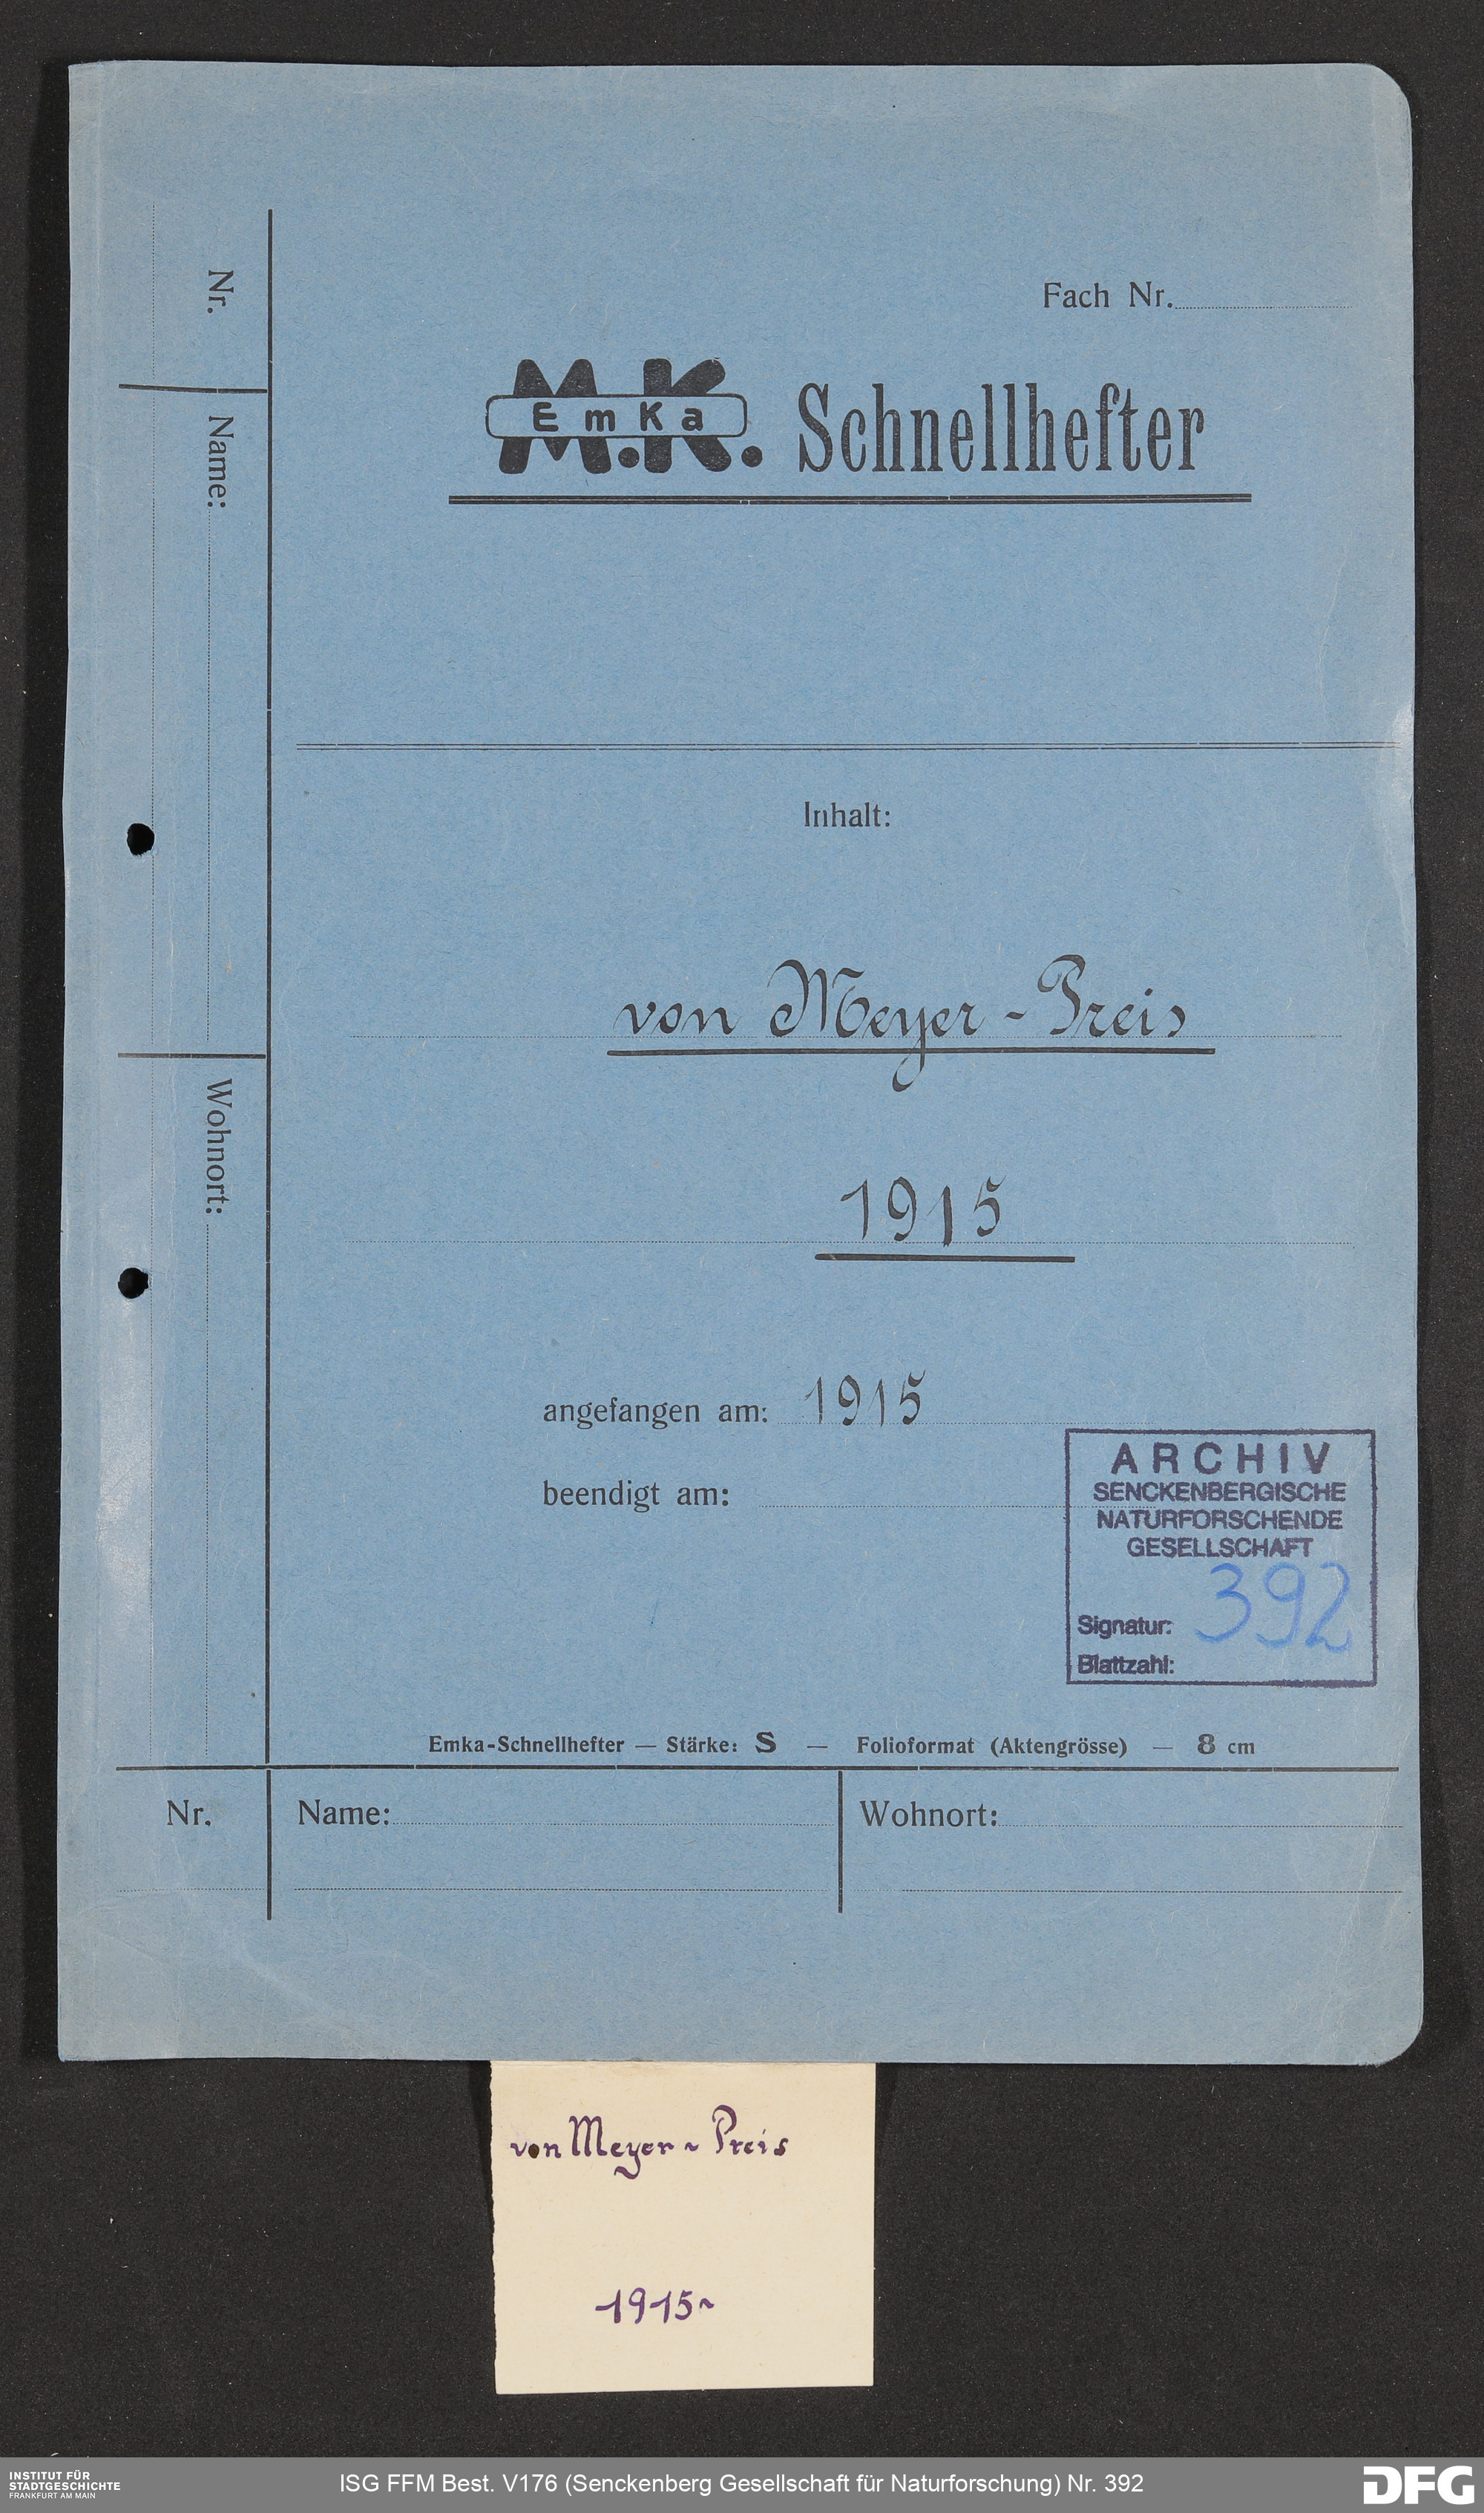 Fach Nr.
M.K.
EmKa
Schnellhefter
Nr.
Name:
Wohnort:
Inhalt:
von Meyer-Preis
1915
angefangen am: 1915
beendigt am:
ARCHIV
SENCKENBERGISCHE
NATURFORSCHENDE
GESELLSCHAFT
Signatur: 392
Blattzahl:
Emka-Schnellhefter — Stärke: S — Folioformat (Aktengrösse) — 8 cm
Nr. Name: Wohnort:
von Meyer-Preis
1915-
INSTITUT FÜR
STADTGESCHICHTE
FRANKFURT AM MAIN
ISG FFM Best. V176 (Senckenberg Gesellschaft für Naturforschung) Nr. 392
DFG